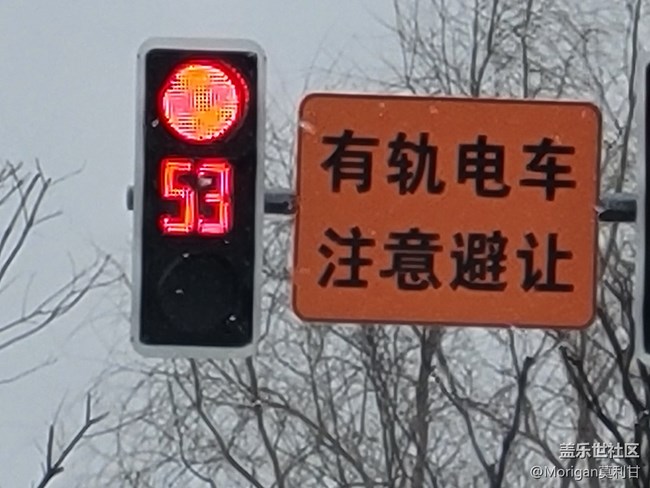 53
有轨电车
注意避让
盖乐世社区
@Morigan莫利甘